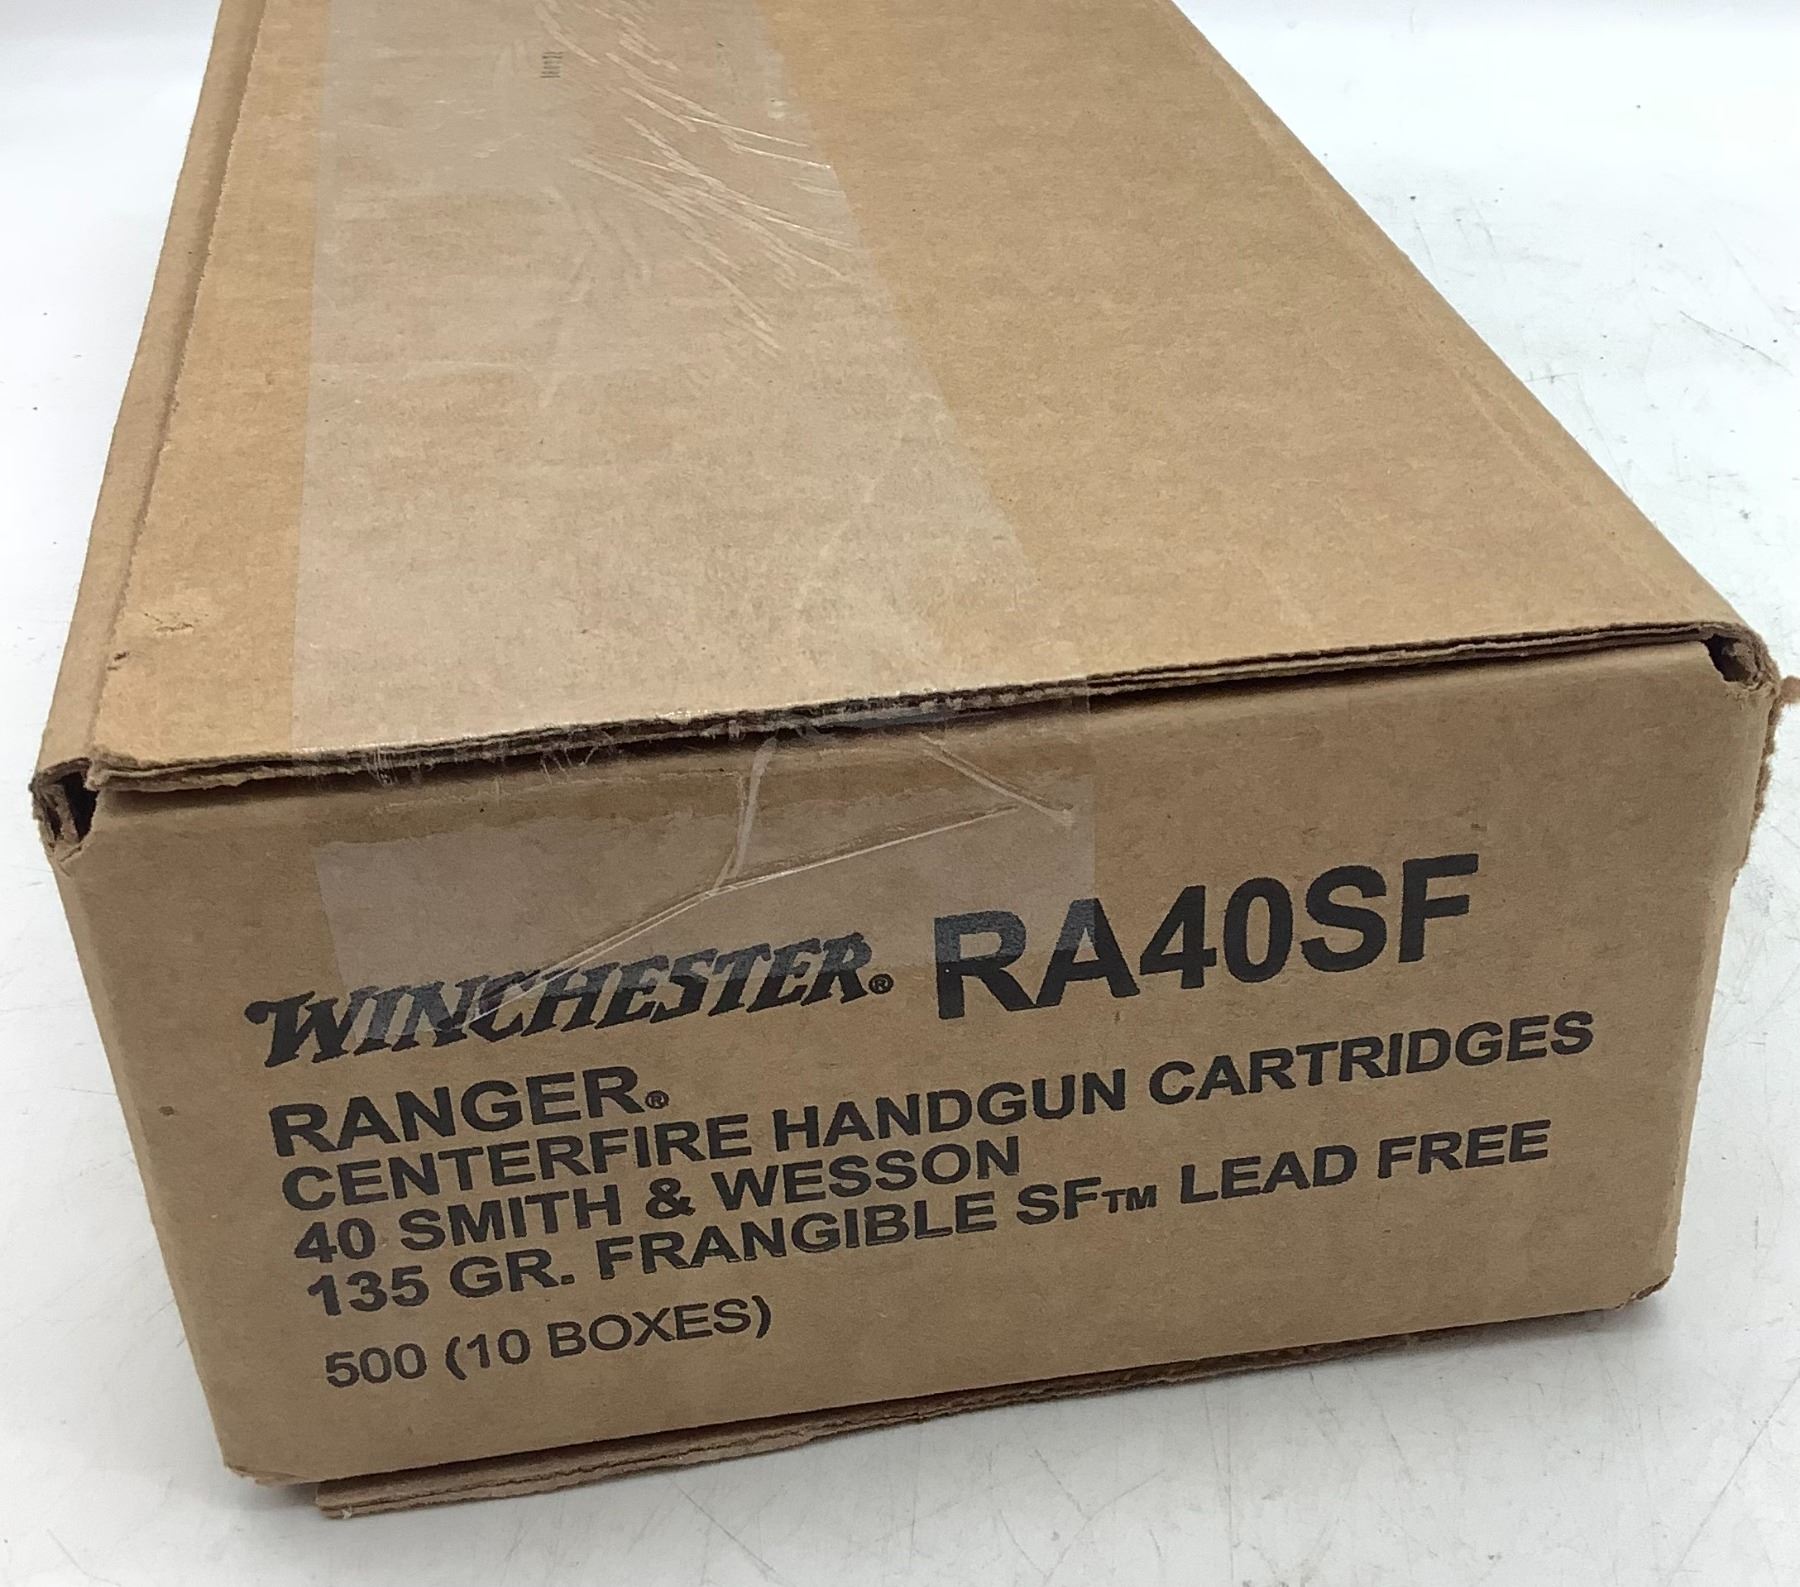 WINCHESTER® RA40SF
RANGER®
CENTERFIRE HANDGUN CARTRIDGES
40 SMITH & WESSON
135 GR. FRANGIBLE SF™ LEAD FREE
500 (10 BOXES)